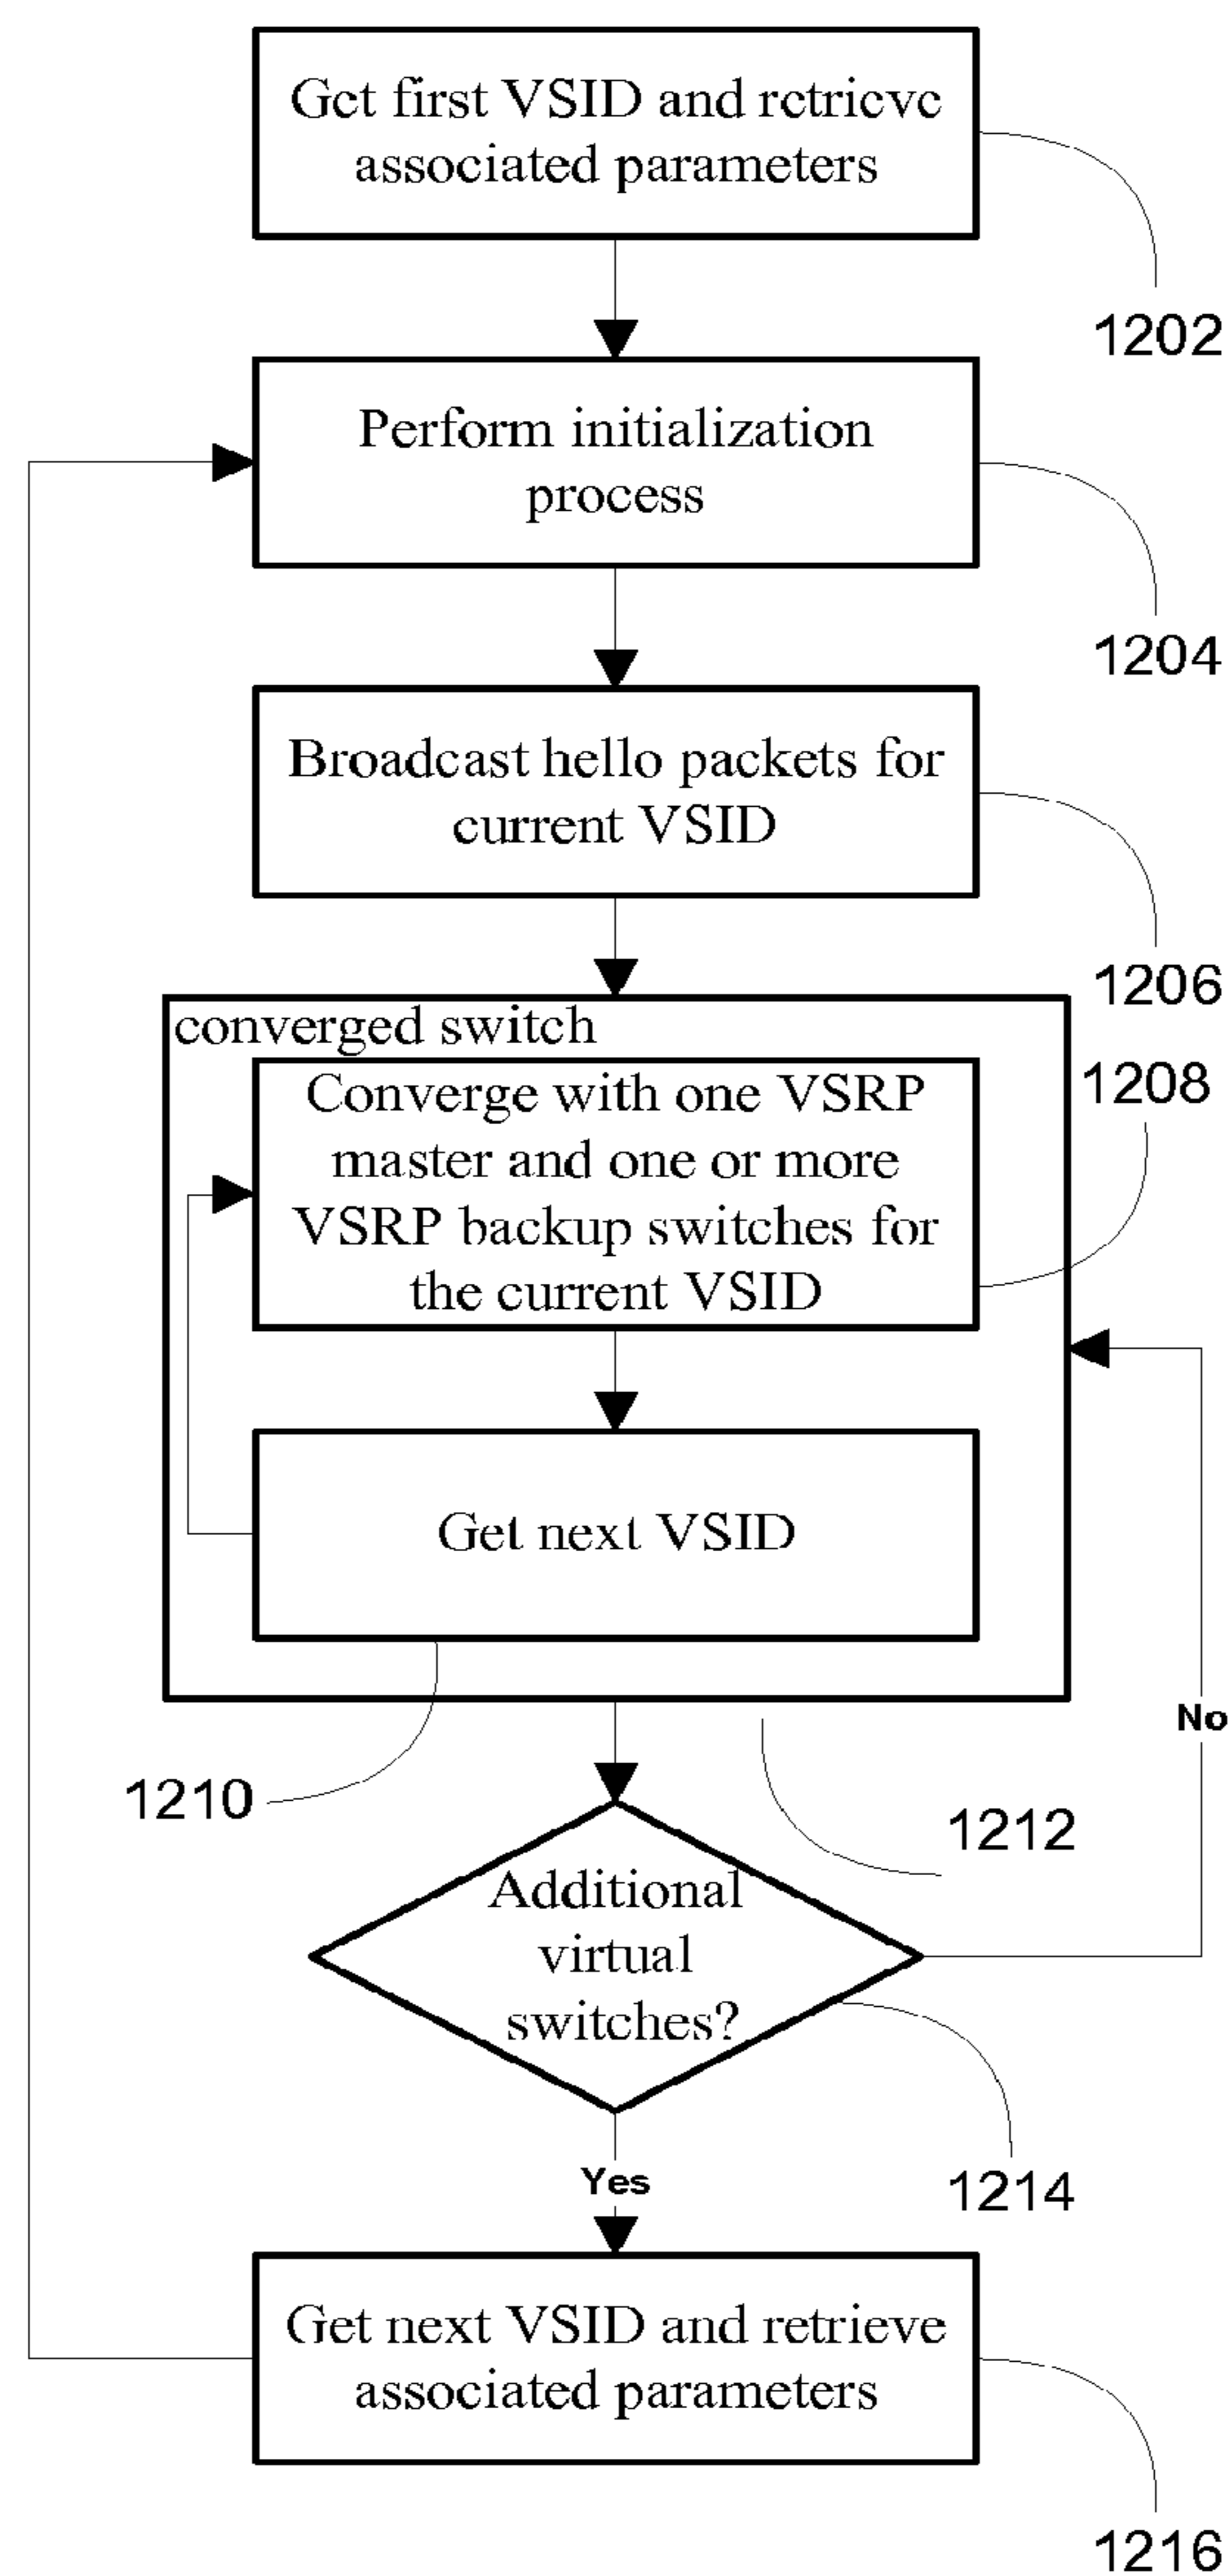 Get first VSID and retrieve
associated parameters
1202
Perform initialization
process
1204
Broadcast hello packets for
current VSID
1206
converged switch
Converge with one VSRP
master and one or more
VSRP backup switches for
the current VSID
1208
Get next VSID
No
1210
1212
Additional
virtual
switches?
Yes
1214
Get next VSID and retrieve
associated parameters
1216